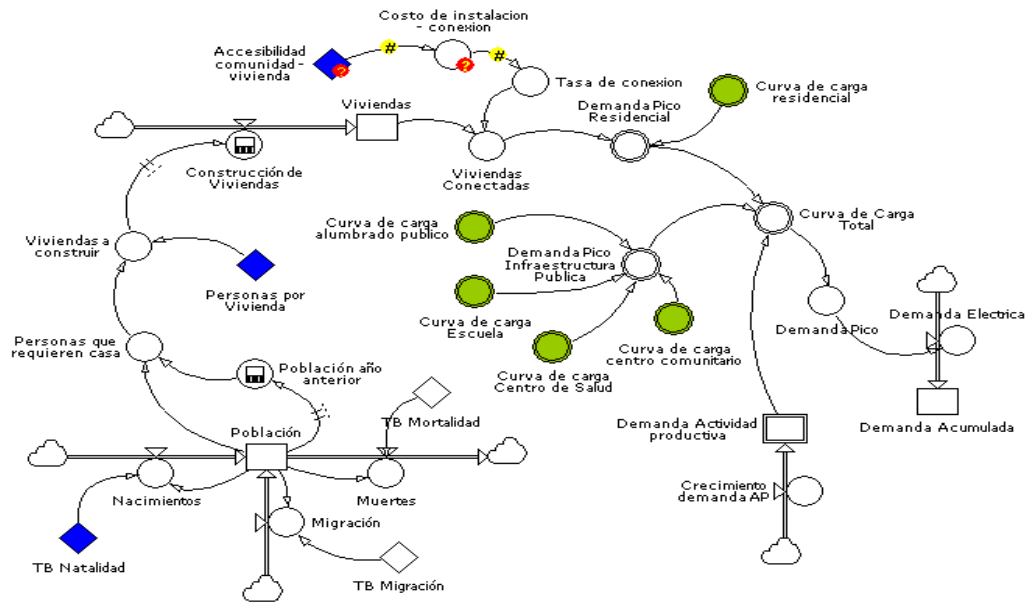 Costo de instalacion
- conexion
Accesibilidad
comunidad-
vivienda
#
#
?
?
Tasa de conexion
Curva de carga
residencial
Viviendas
Demanda Pico
Residencial
Construcción de
Viviendas
Viviendas
Conectadas
Curva de carga
alumbrado publico
Curva de Carga
Total
Viviendas a
construir
Demanda Pico
Infraestructura
Publica
Personas por
Vivienda
Curva de carga
Escuela
Demanda Pico
Demanda Electrica
Personas que
requieren casa
Población año
anterior
Curva de carga
Centro de Salud
Curva de carga
centro comunitario
TB Mortalidad
Demanda Actividad
productiva
Demanda Acumulada
Población
Nacimientos
Muertes
Crecimiento
demanda AP
Migración
TB Natalidad
TB Migración